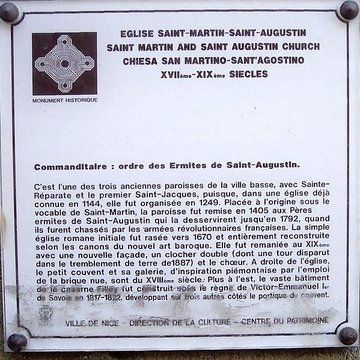 EGLISE SAINT-MARTIN-SAINT-AUGUSTIN
SAINT MARTIN AND SAINT AUGUSTIN CHURCH
CHIESA SAN MARTINO-SANT'AGOSTINO
XVIIème-XIXème SIECLES
MONUMENT HISTORIQUE
Commanditaire : ordre des Ermites de Saint-Augustin.
C'est l'une des trois anciennes paroisses de la ville basse, avec Sainte-
Réparate et le premier Saint-Jacques, puisque, dans une église déjà
connue en 1144, elle fut organisée en 1249. Placée à l'origine sous le
vocable de Saint-Martin, la paroisse fut remise en 1405 aux Pères
ermites de Saint-Augustin qui la desservirent jusqu'en 1792, quand
ils furent chassés par les armées révolutionnaires françaises. La simple
église romane initiale fut rasée vers 1670 et entièrement reconstruite
selon les canons du nouvel art baroque. Elle fut remaniée au XIXème
avec une nouvelle façade, un clocher double (dont une tour disparut
dans le tremblement de terre de1887) et le chœur. A droite de l'église,
le petit couvent et sa galerie, d'inspiration piémontaise par l'emploi
de la brique nue, sont du XVIIIème siècle. Plus à l'est, le vaste bâtiment
de la caserne Filley fut construit sous le règne de Victor-Emmanuel Ier
de Savoie en 1817-1822, développant sur trois autres côtés le portique du couvent.
VILLE DE NICE - DIRECTION DE LA CULTURE - CENTRE DU PATRIMOINE